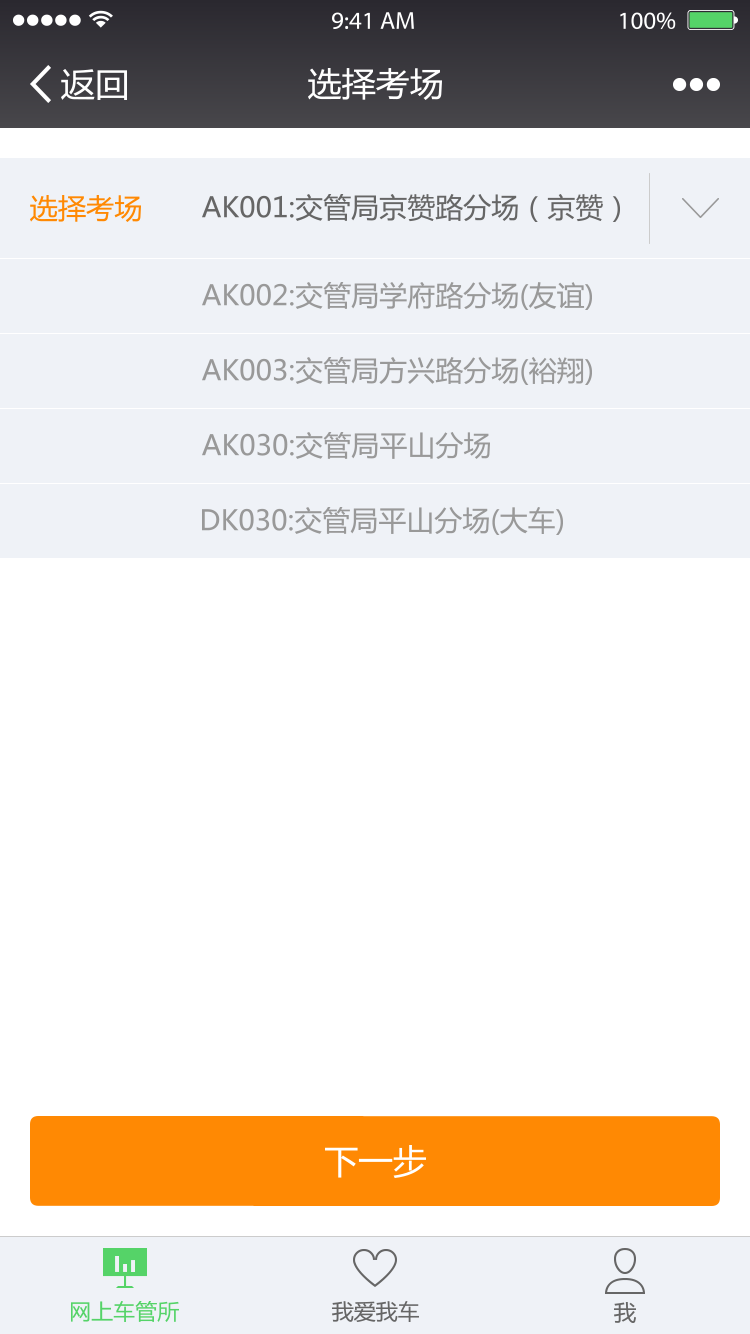 9:41 AM
100%
返回
选择考场
选择考场
AK001:交管局京赞路分场（京赞）
AK002:交管局学府路分场(友谊)
AK003:交管局方兴路分场(裕翔)
AK030:交管局平山分场
DK030:交管局平山分场(大车)
下一步
网上车管所
我爱我车
我